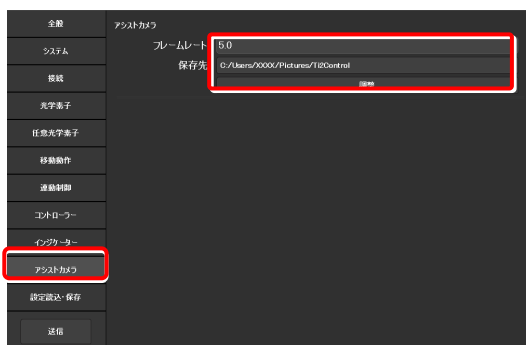 全般
システム
接続
光学素子
任意光学素子
移動動作
連動制御
コントローラー
インジケーター
アシストカメラ
設定読込・保存
送信
アシストカメラ
フレームレート 5.0
保存先 C:/Users/XXXX/Pictures/Ti2Control